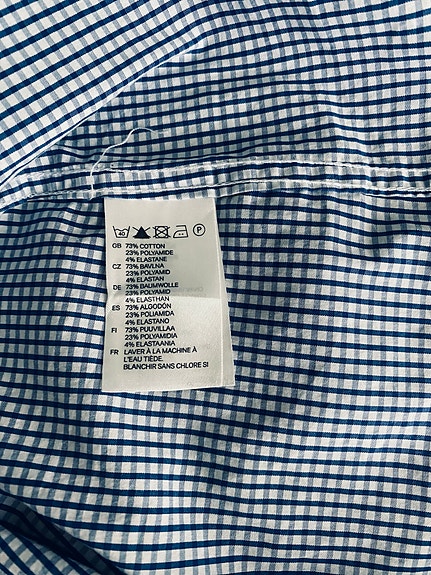 40 P
GB 73% COTTON
23% POLYAMIDE
4% ELASTANE
CZ 73% BAVLNA
23% POLYAMID
4% ELASTAN
DE 73% BAUMWOLLE
23% POLYAMID
4% ELASTHAN
ES 73% ALGODÓN
23% POLIAMIDA
4% ELASTANO
FI 73% PUUVILLAA
23% POLYAMIDIA
4% ELASTAANIA
FR LAVER À LA MACHINE À
L'EAU TIÈDE.
BLANCHIR SANS CHLORE SI